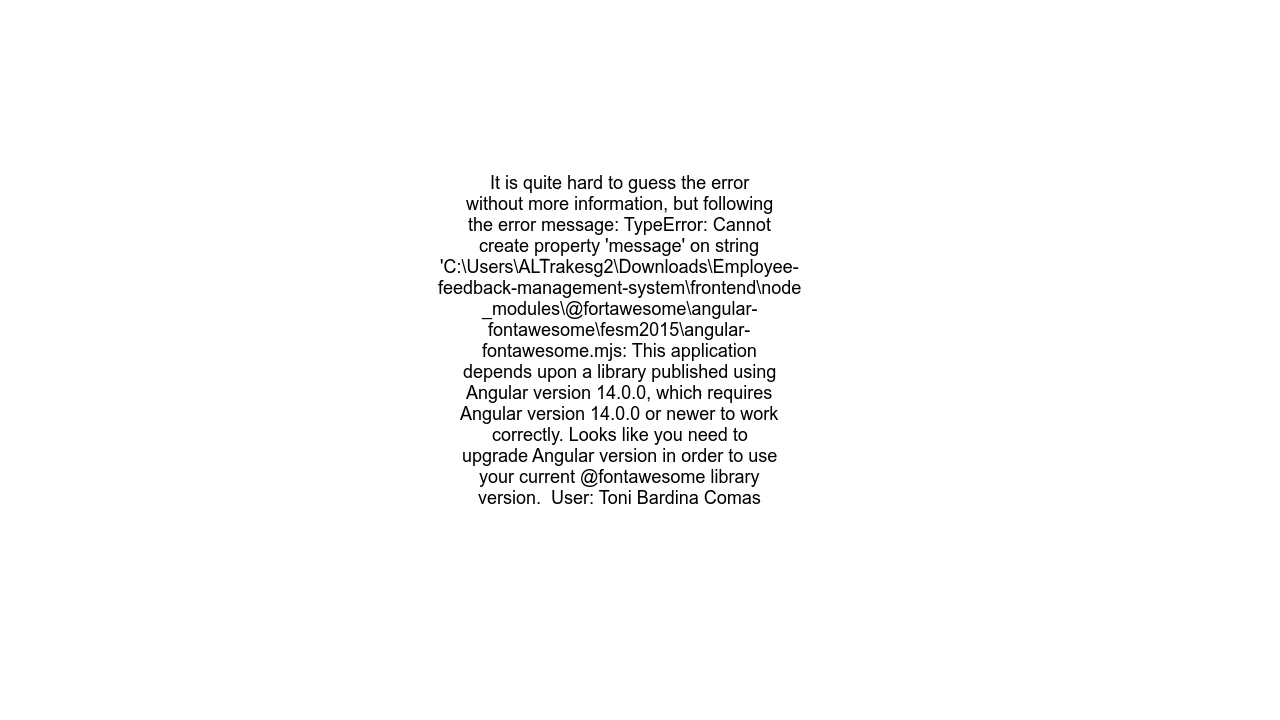 It is quite hard to guess the error
without more information, but following
the error message: TypeError: Cannot
create property 'message' on string
'C:\Users\ALTrakesg2\Downloads\Employee-
feedback-management-system\frontend\node
_modules\@fortawesome\angular-
fontawesome\fesm2015\angular-
fontawesome.mjs: This application
depends upon a library published using
Angular version 14.0.0, which requires
Angular version 14.0.0 or newer to work
correctly. Looks like you need to
upgrade Angular version in order to use
your current @fontawesome library
version.  User: Toni Bardina Comas